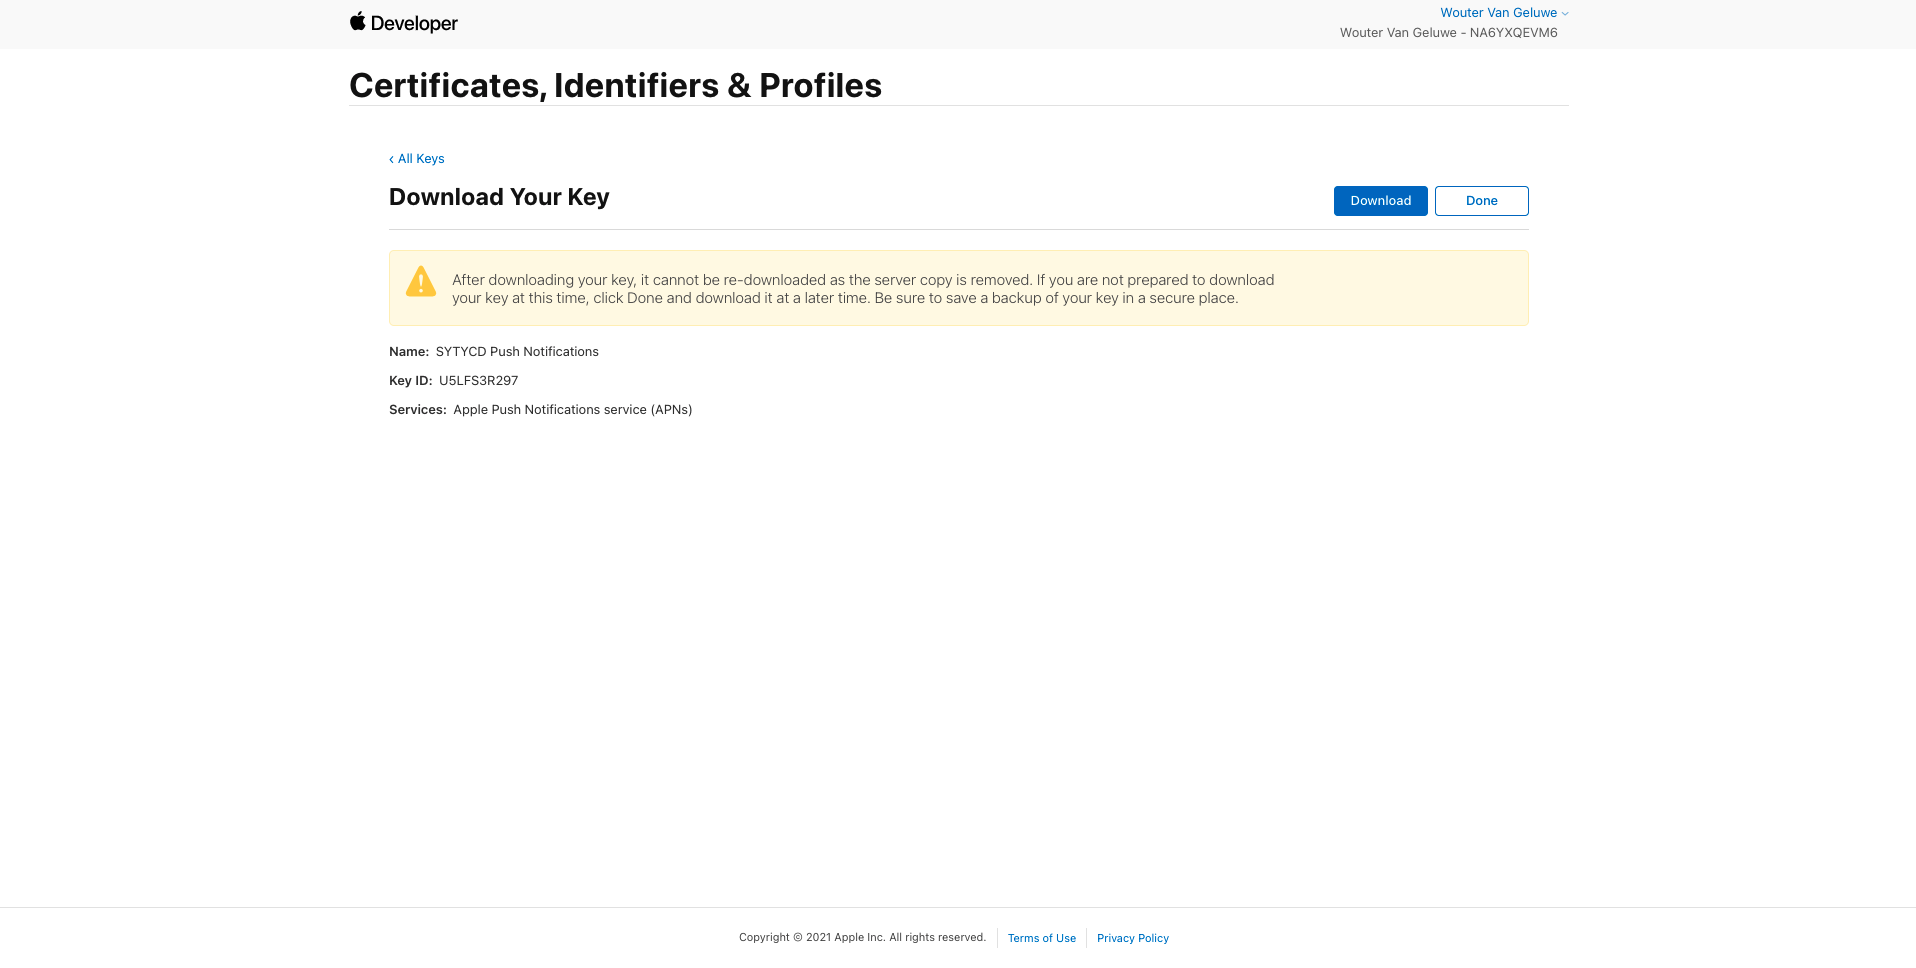 Developer
Wouter Van Geluwe
Wouter Van Geluwe - NA6YXQEVM6
Certificates, Identifiers & Profiles
‹ All Keys
Download Your Key
Download
Done
After downloading your key, it cannot be re-downloaded as the server copy is removed. If you are not prepared to download
your key at this time, click Done and download it at a later time. Be sure to save a backup of your key in a secure place.
Name: SYTYCD Push Notifications
Key ID: U5LFS3R297
Services: Apple Push Notifications service (APNs)
Copyright © 2021 Apple Inc. All rights reserved. Terms of Use Privacy Policy